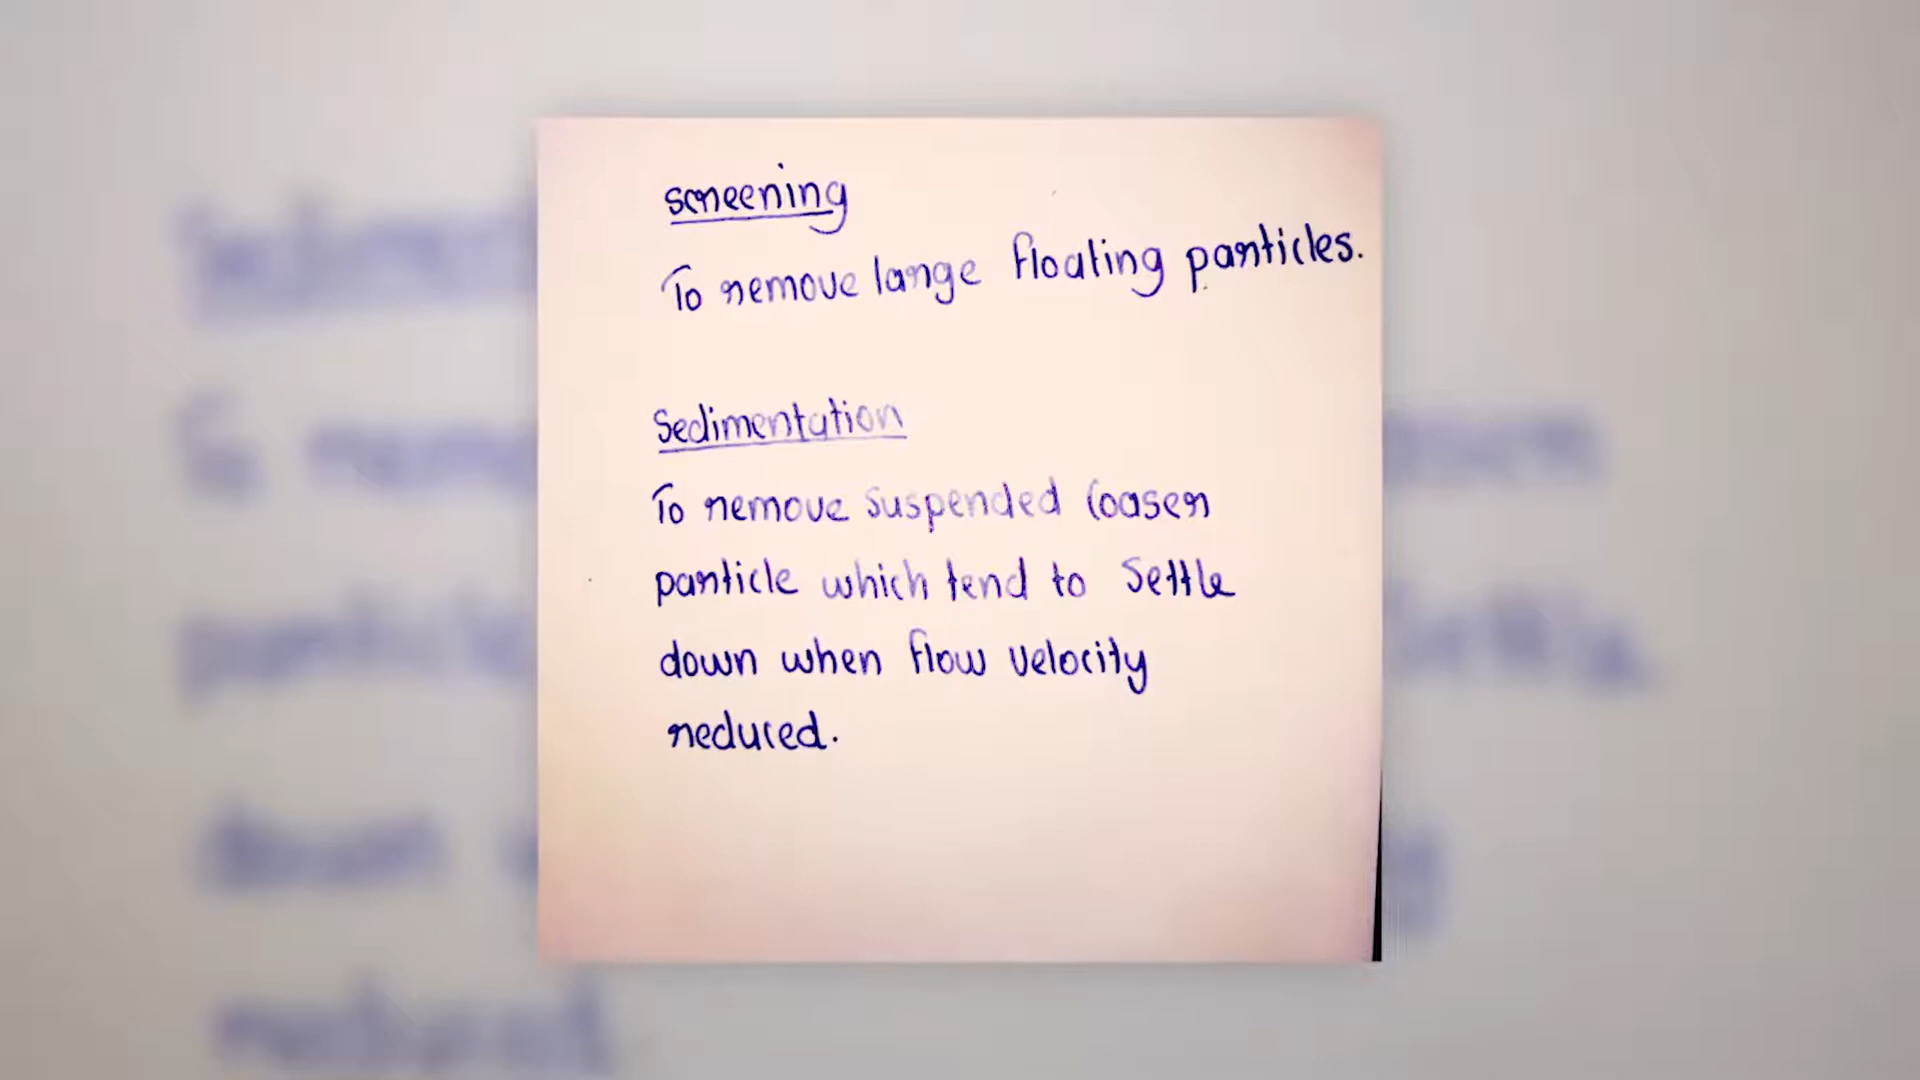 screening
To remove large floating particles.
Sedimentation
To remove suspended coaser
particle which tend to settle
down when flow velocity
reduced.